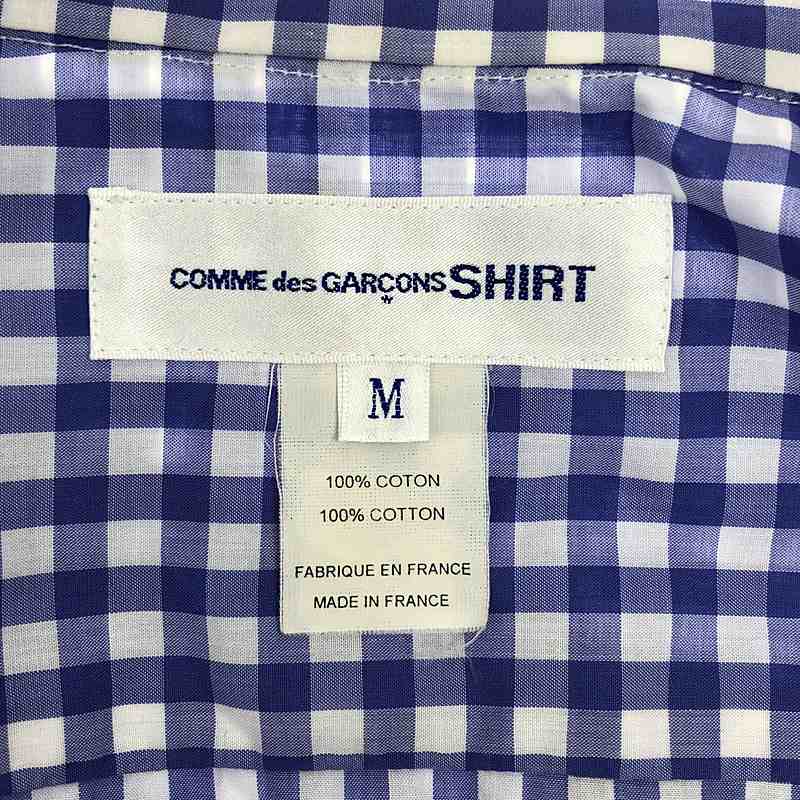 COMME des GARÇONS SHIRT
M
100% COTON
100% COTTON
FABRIQUE EN FRANCE
MADE IN FRANCE